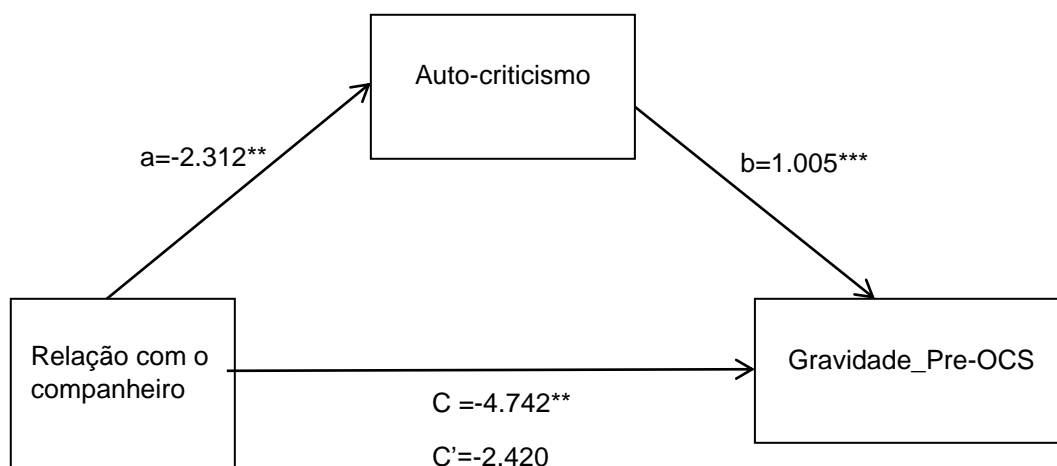 Auto-criticismo
a=-2.312**
b=1.005***
Relação com o
companheiro
Gravidade_Pre-OCS
C =-4.742**
C'=-2.420